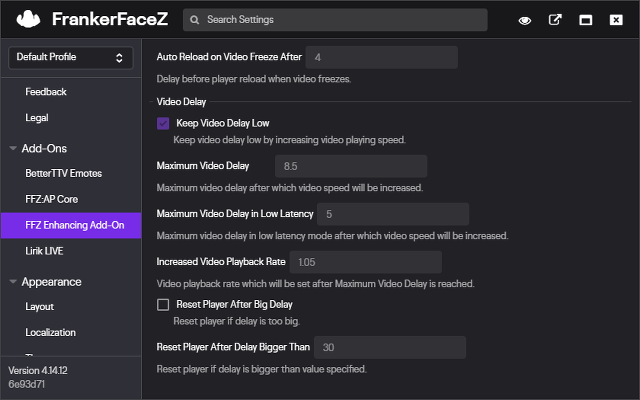 FrankerFaceZ
Search Settings
Default Profile
Feedback
Legal
Add-Ons
BetterTTV Emotes
FFZ:AP Core
FFZ Enhancing Add-On
Lirik LIVE
Appearance
Layout
Localization
Version 4.14.12
6e93d71
Auto Reload on Video Freeze After 4
Delay before player reload when video freezes.
Video Delay
Keep Video Delay Low
Keep video delay low by increasing video playing speed.
Maximum Video Delay 8.5
Maximum video delay after which video speed will be increased.
Maximum Video Delay in Low Latency 5
Maximum video delay in low latency mode after which video speed will be increased.
Increased Video Playback Rate 1.05
Video playback rate which will be set after Maximum Video Delay is reached.
Reset Player After Big Delay
Reset player if delay is too big.
Reset Player After Delay Bigger Than 30
Reset player if delay is bigger than value specified.